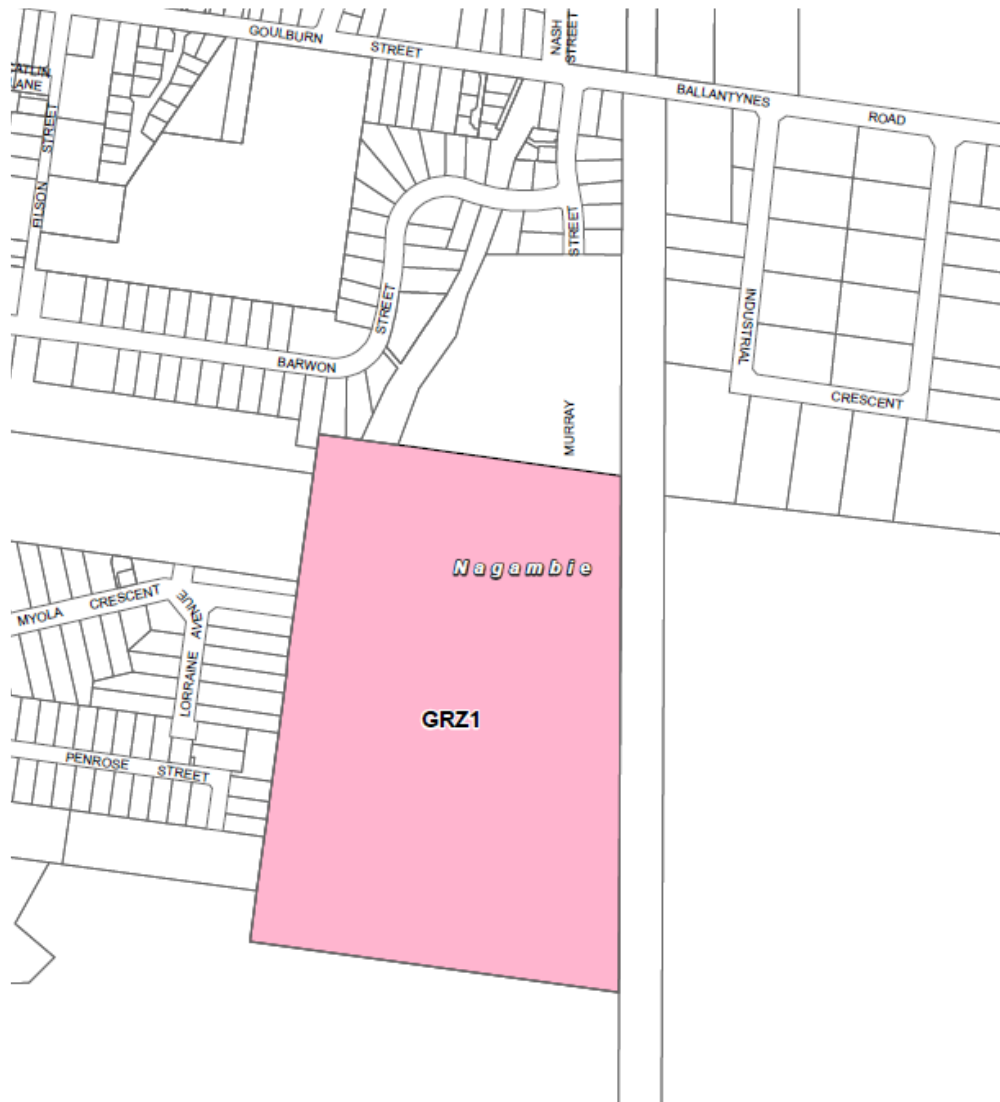 GOULBURN STREET
NASH STREET
BALLANTYNES ROAD
LANE
STREET
STREET
STREET
BARWON
INDUSTRIAL
CRESCENT
MURRAY
Nagambie
MYOLA CRESCENT
LORRAINE AVENUE
GRZ1
PENROSE STREET